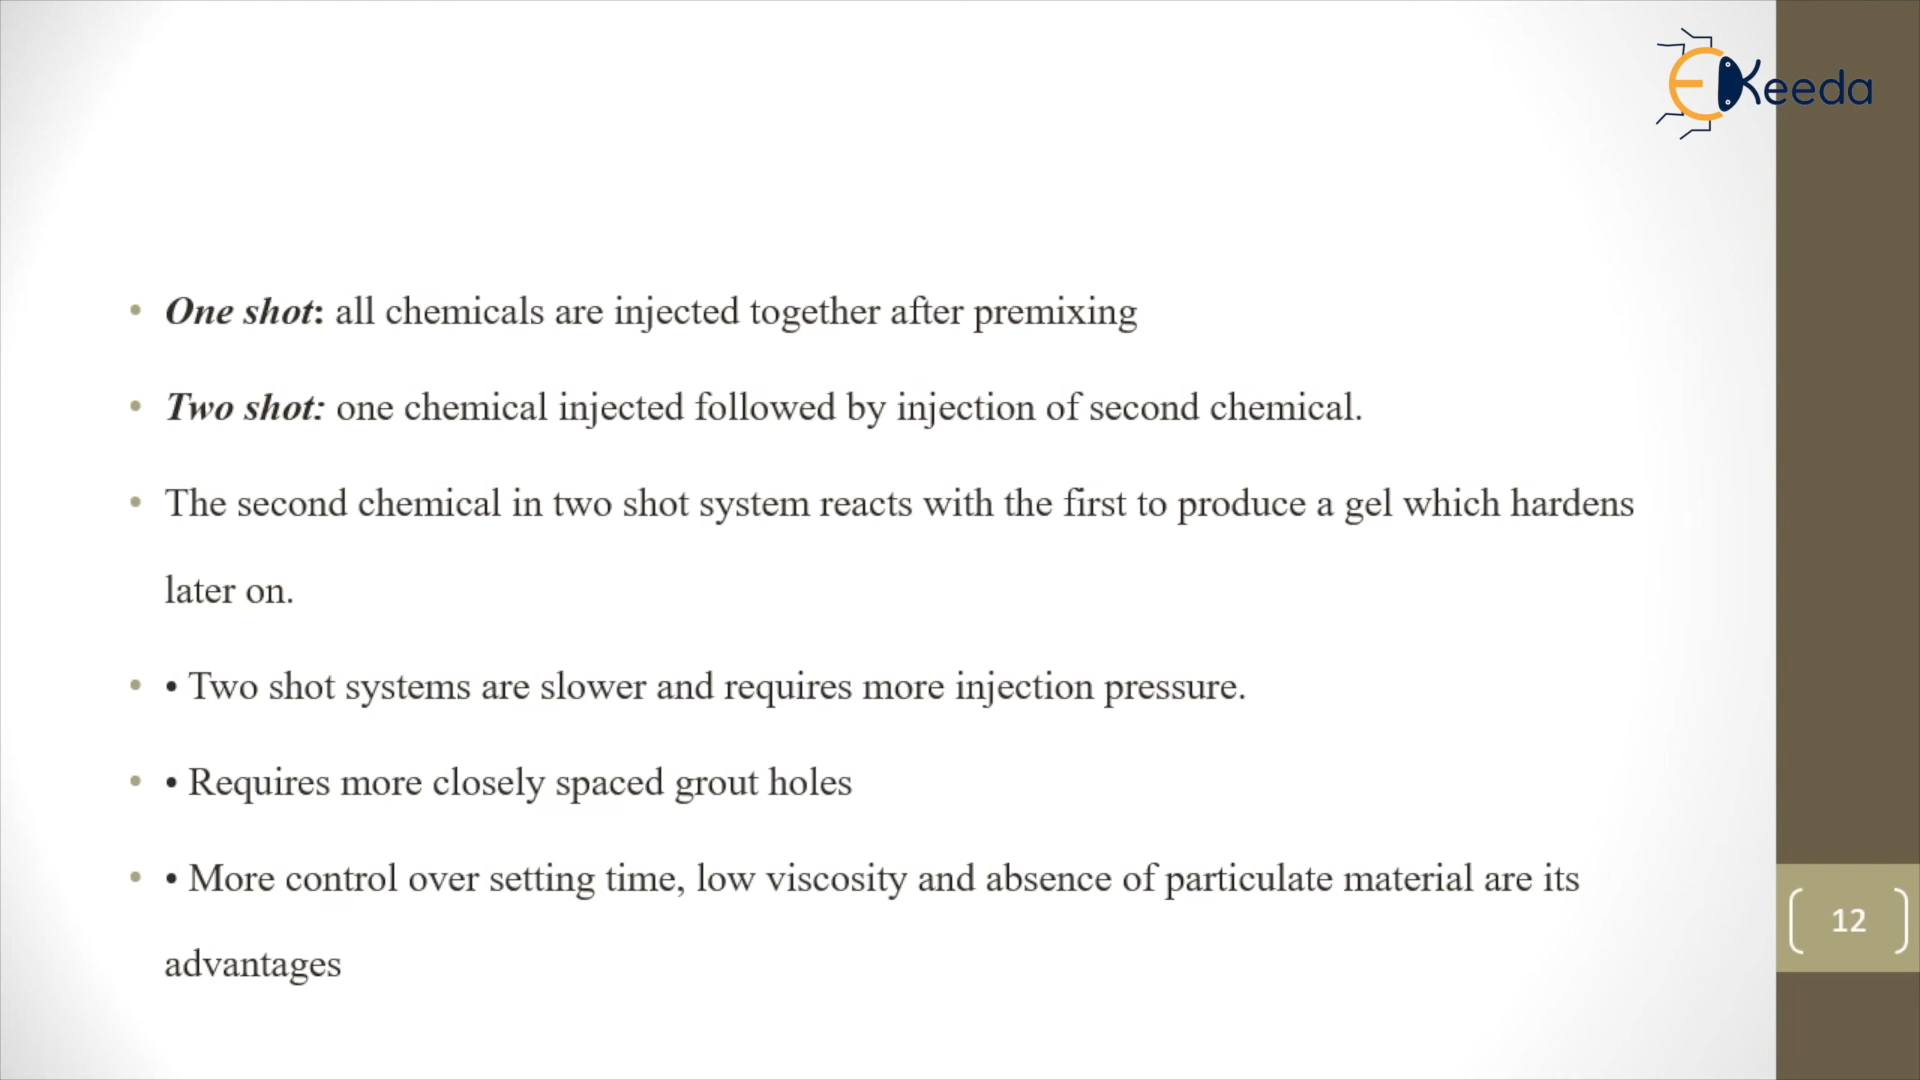 EKeeda
• One shot: all chemicals are injected together after premixing
• Two shot: one chemical injected followed by injection of second chemical.
• The second chemical in two shot system reacts with the first to produce a gel which hardens
later on.
• • Two shot systems are slower and requires more injection pressure.
• • Requires more closely spaced grout holes
• • More control over setting time, low viscosity and absence of particulate material are its
advantages
12